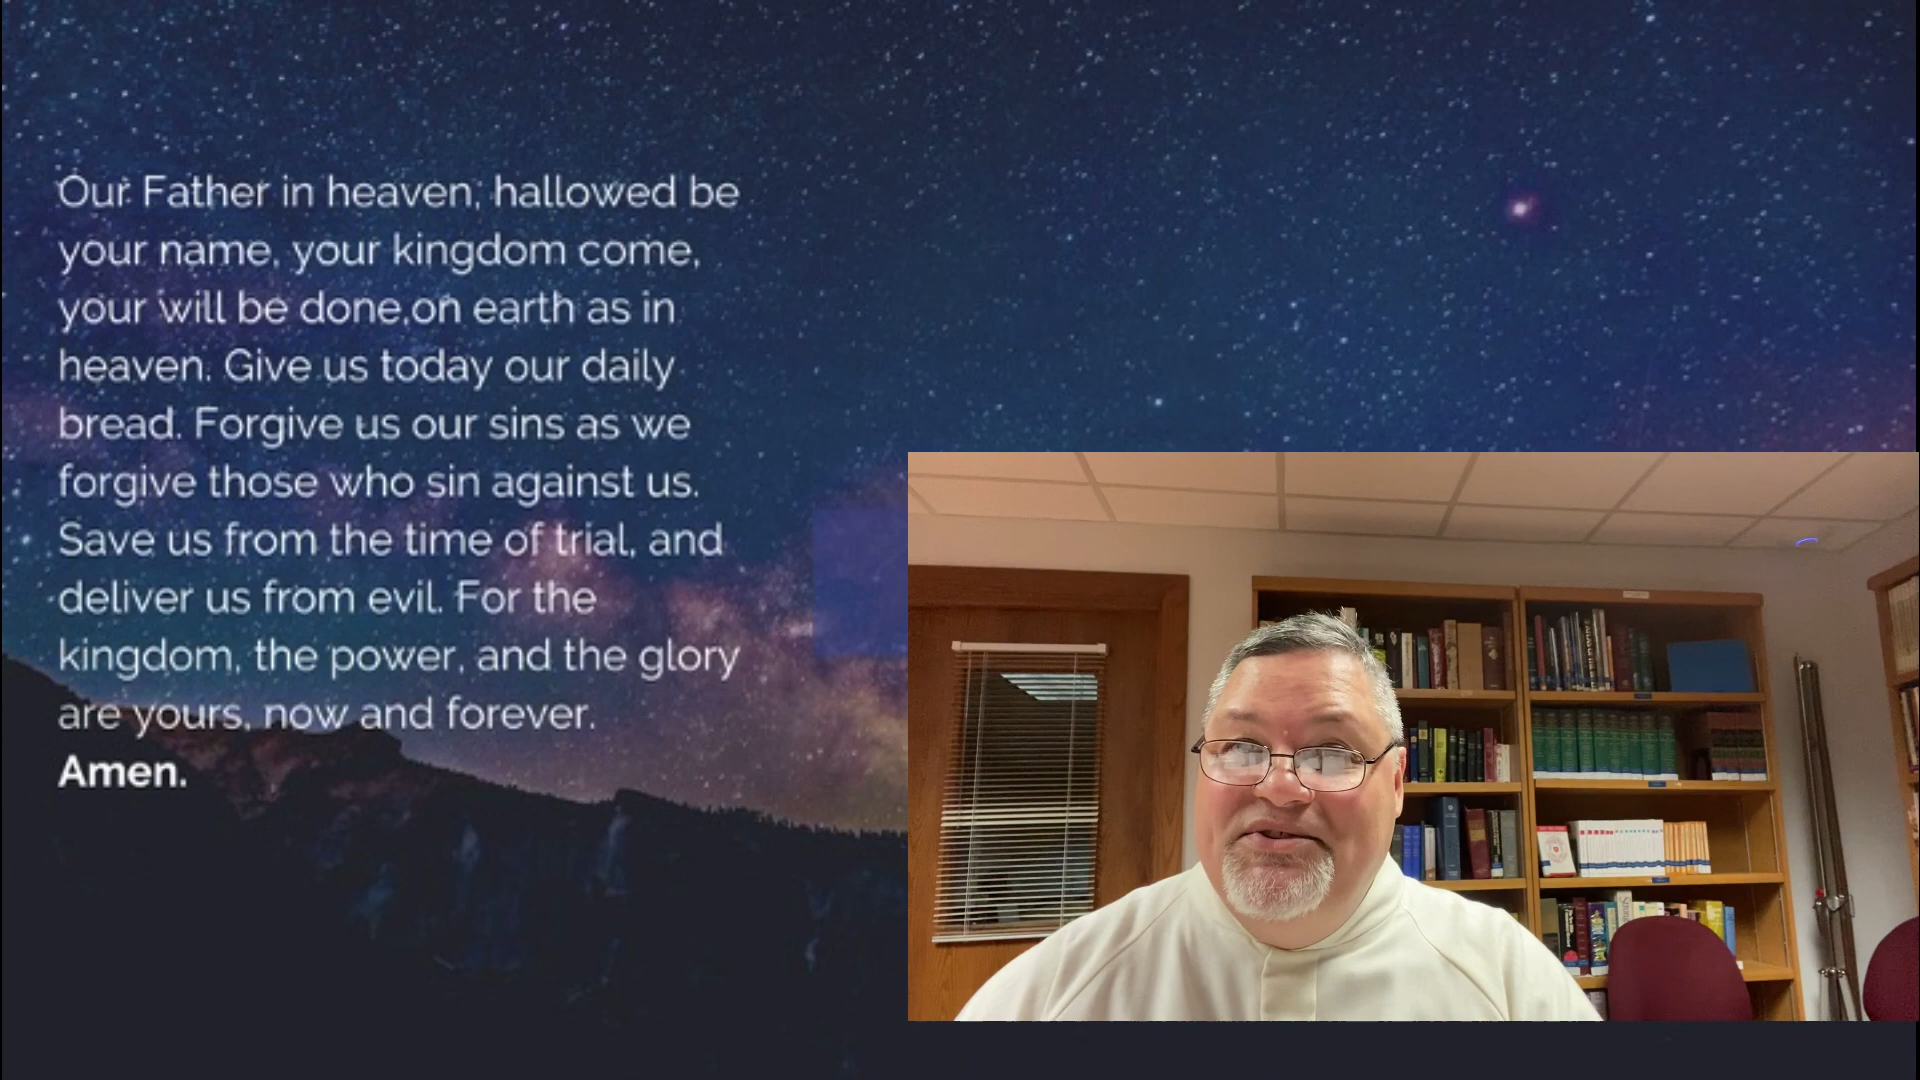 Our Father in heaven, hallowed be
your name, your kingdom come,
your will be done,on earth as in
heaven. Give us today our daily
bread. Forgive us our sins as we
forgive those who sin against us.
Save us from the time of trial, and
deliver us from evil. For the
kingdom, the power, and the glory
are yours, now and forever.
Amen.